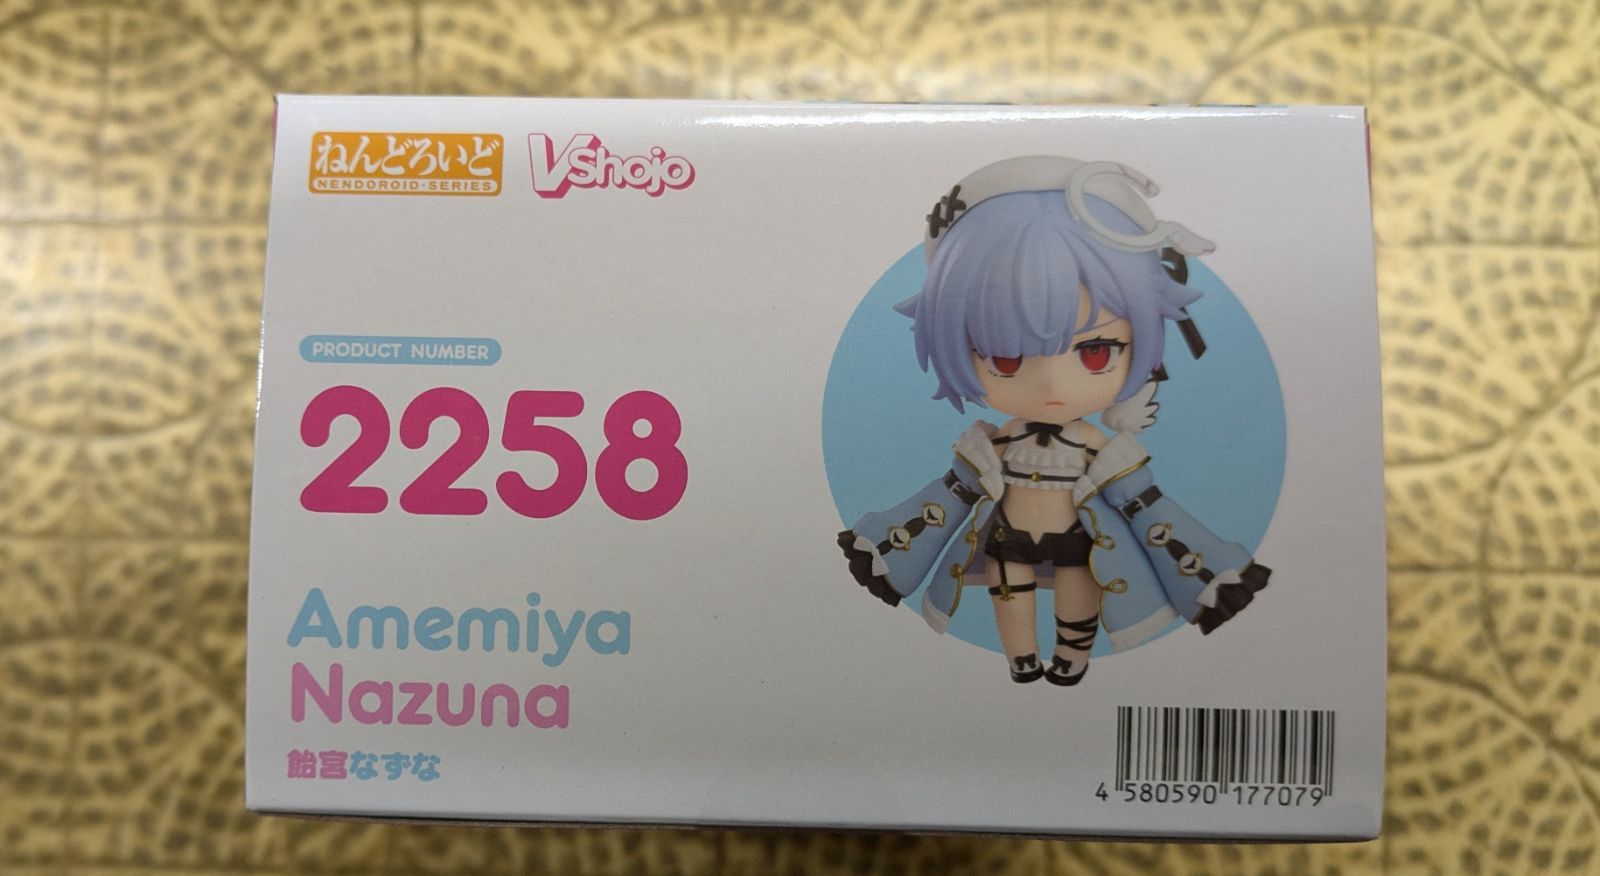 ねんどろいど
NENDOROID・SERIES
VShojo
PRODUCT NUMBER
2258
Amemiya
Nazuna
飴宮なずな
4 580590 177079